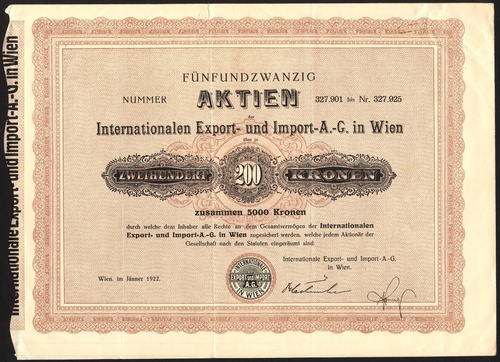 FÜNFUNDZWANZIG
NUMMER AKTIEN 327.901 bis Nr. 327.925
der
Internationalen Export- und Import-A.-G. in Wien
über je
ZWEIHUNDERT 200 KRONEN
zusammen 5000 Kronen
durch welche dem Inhaber alle Rechte an dem Gesamtvermögen der Internationalen
Export- und Import-A.-G. in Wien zugesichert werden, welche jedem Aktionär der
Gesellschaft nach den Statuten eingeräumt sind.
Internationale Export- und Import-A.-G.
in Wien.
Wien, im Jänner 1922.
INTERNATIONALE
EXPORT und IMPORT
A.G.
IN WIEN
Internationale Export- und Import-A.-G. in Wien